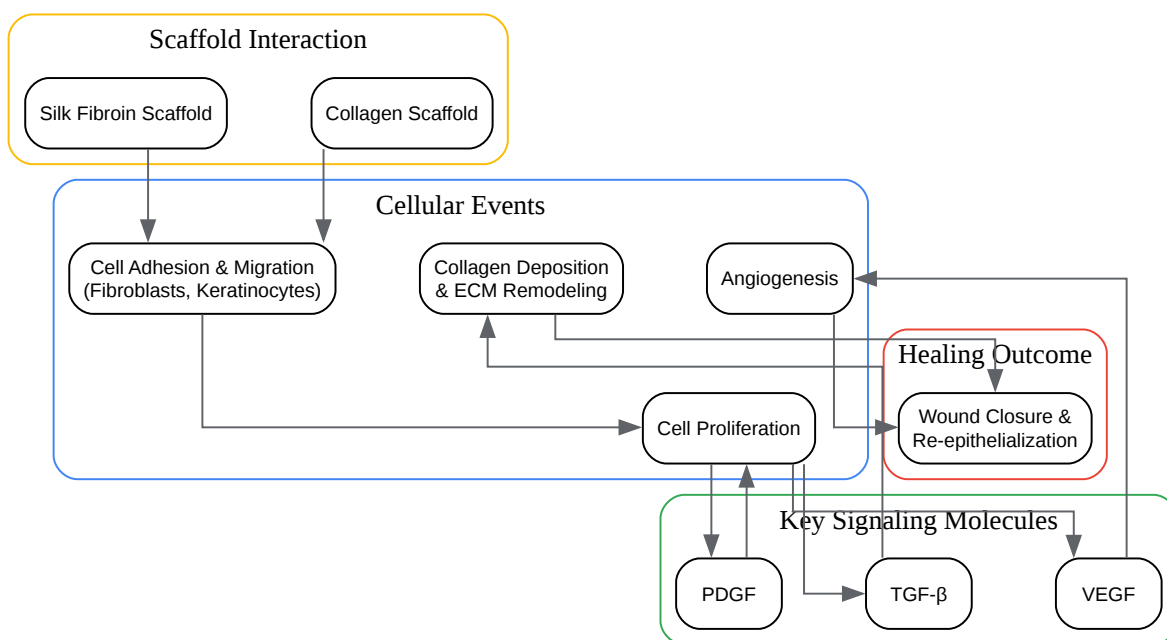 Scaffold Interaction
Silk Fibroin Scaffold
Collagen Scaffold
Cellular Events
Cell Adhesion & Migration
(Fibroblasts, Keratinocytes)
Collagen Deposition
& ECM Remodeling
Angiogenesis
Healing Outcome
Wound Closure &
Re-epithelialization
Cell Proliferation
Key Signaling Molecules
PDGF
TGF-β
VEGF